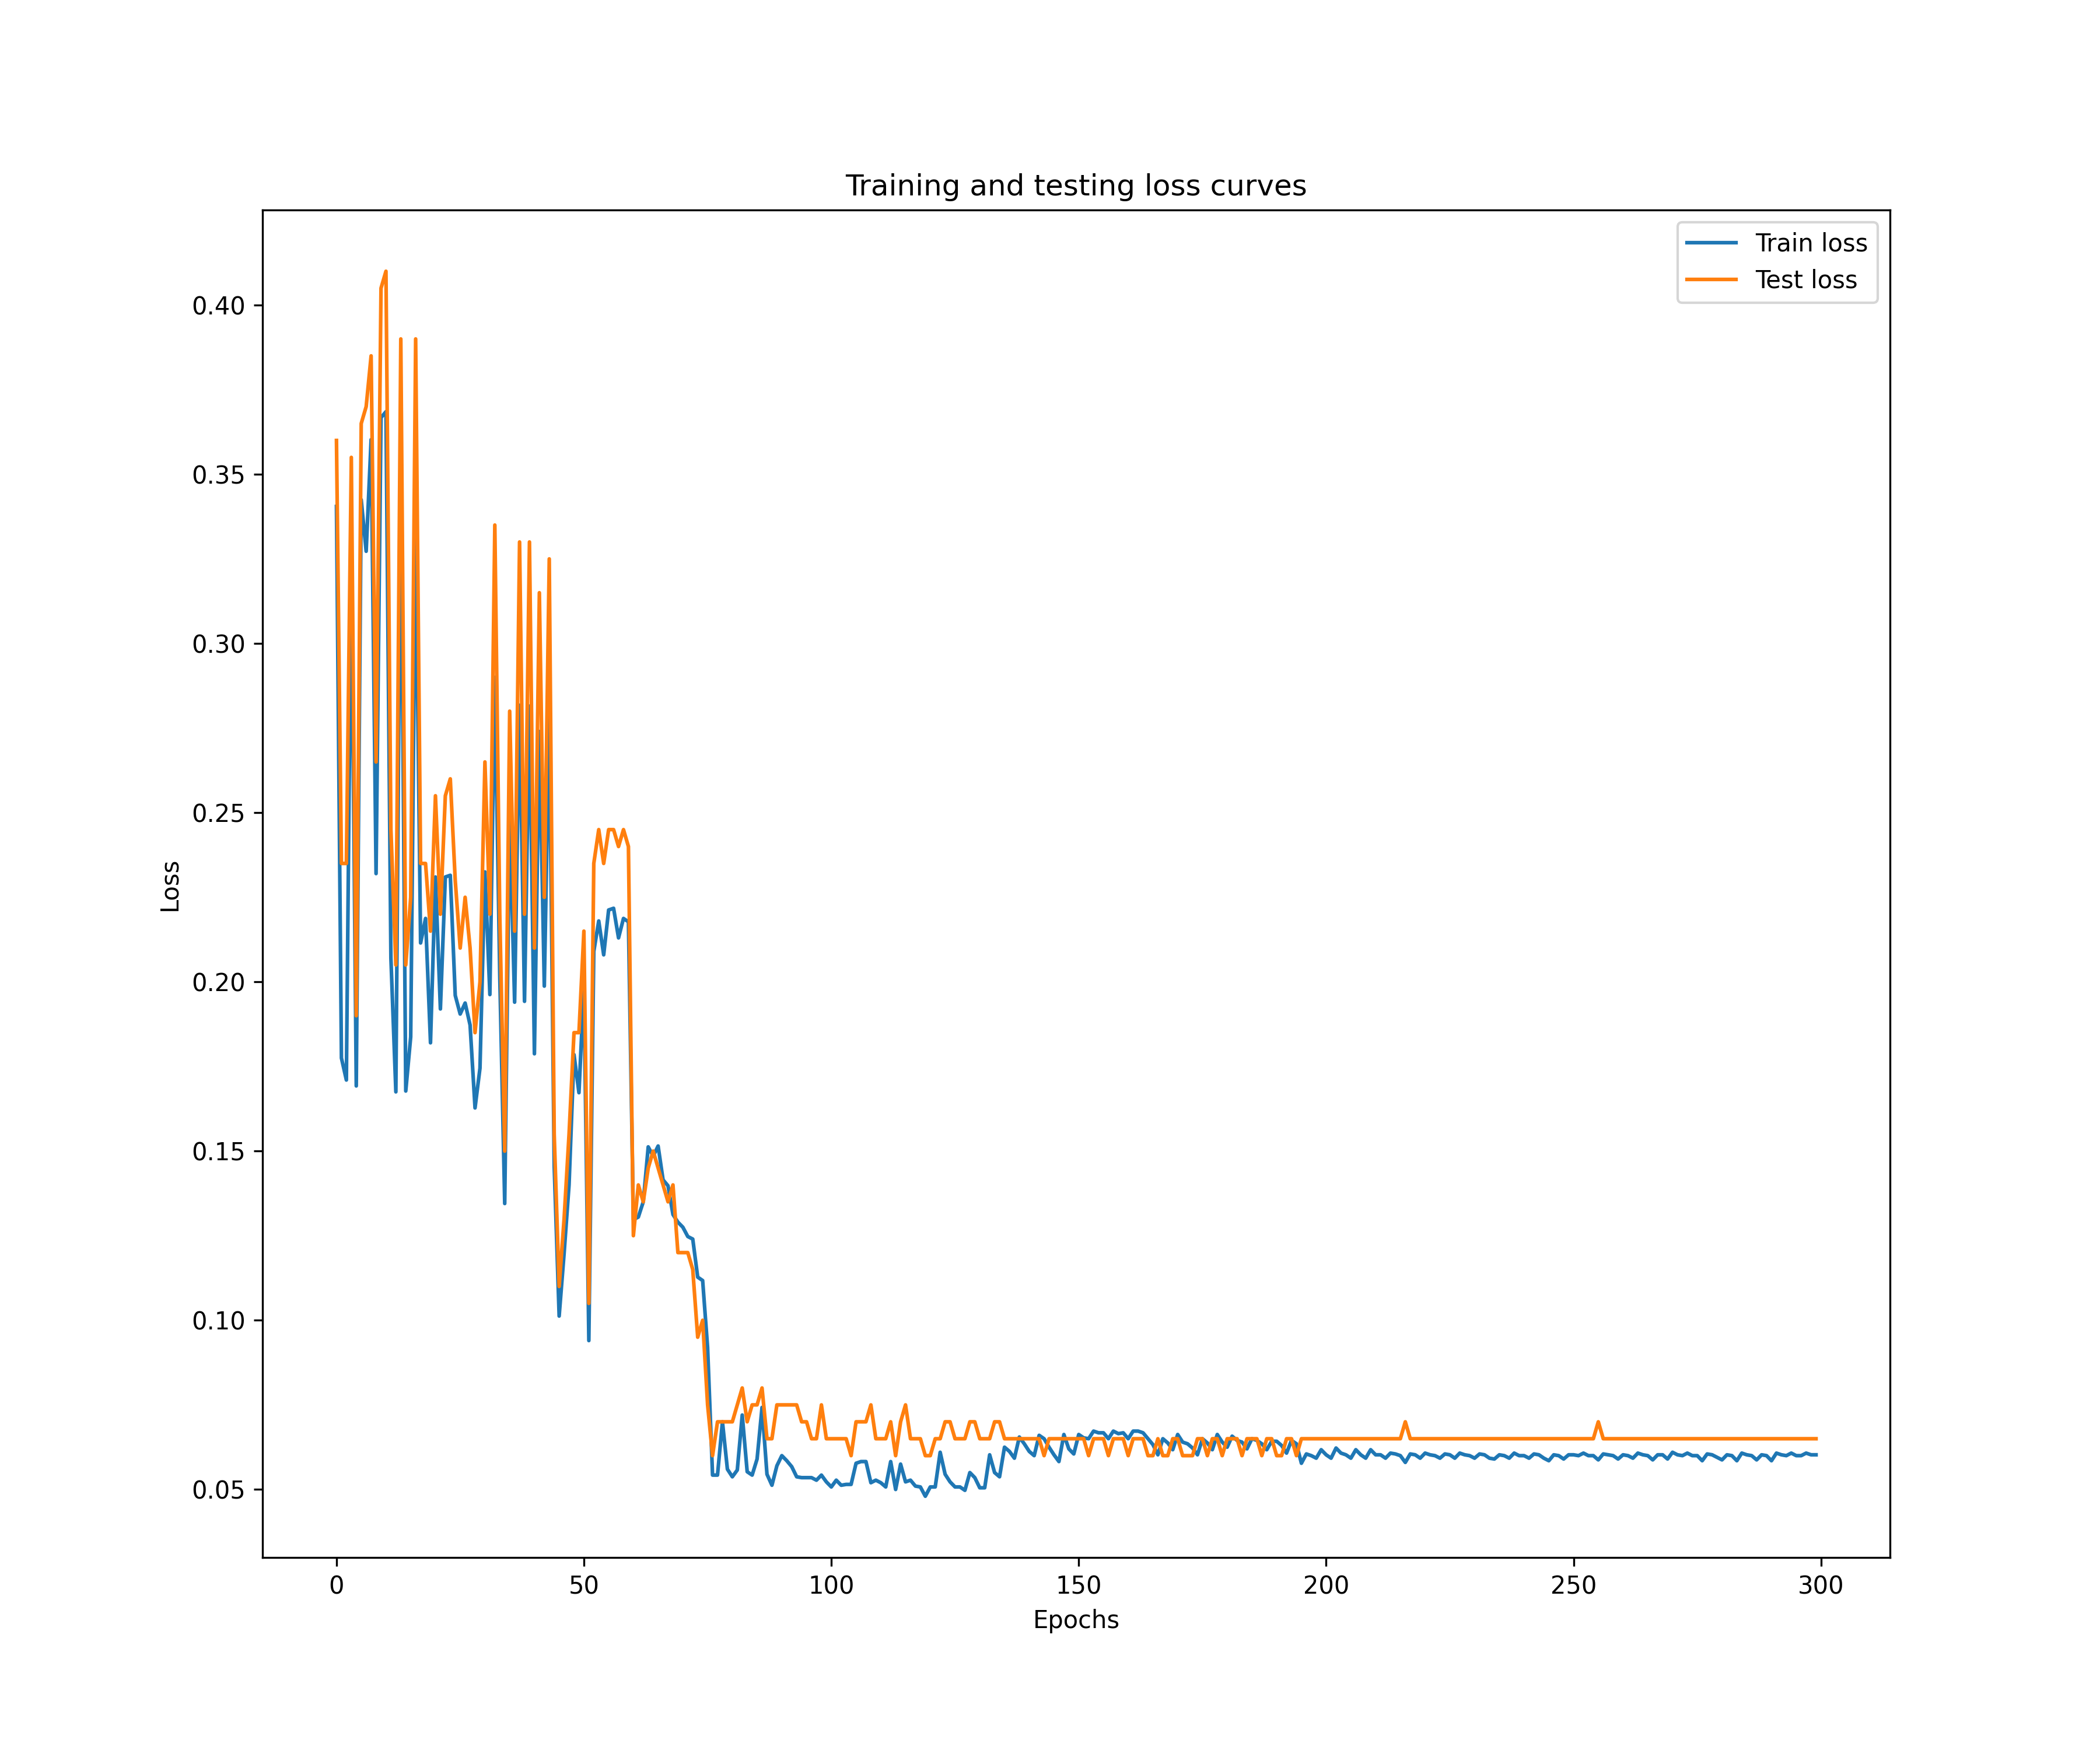 Training and testing loss curves
Train loss
Test loss
0.40
0.35
0.30
0.25
0.20
0.15
0.10
0.05
Loss
0 50 100 150 200 250 300
Epochs